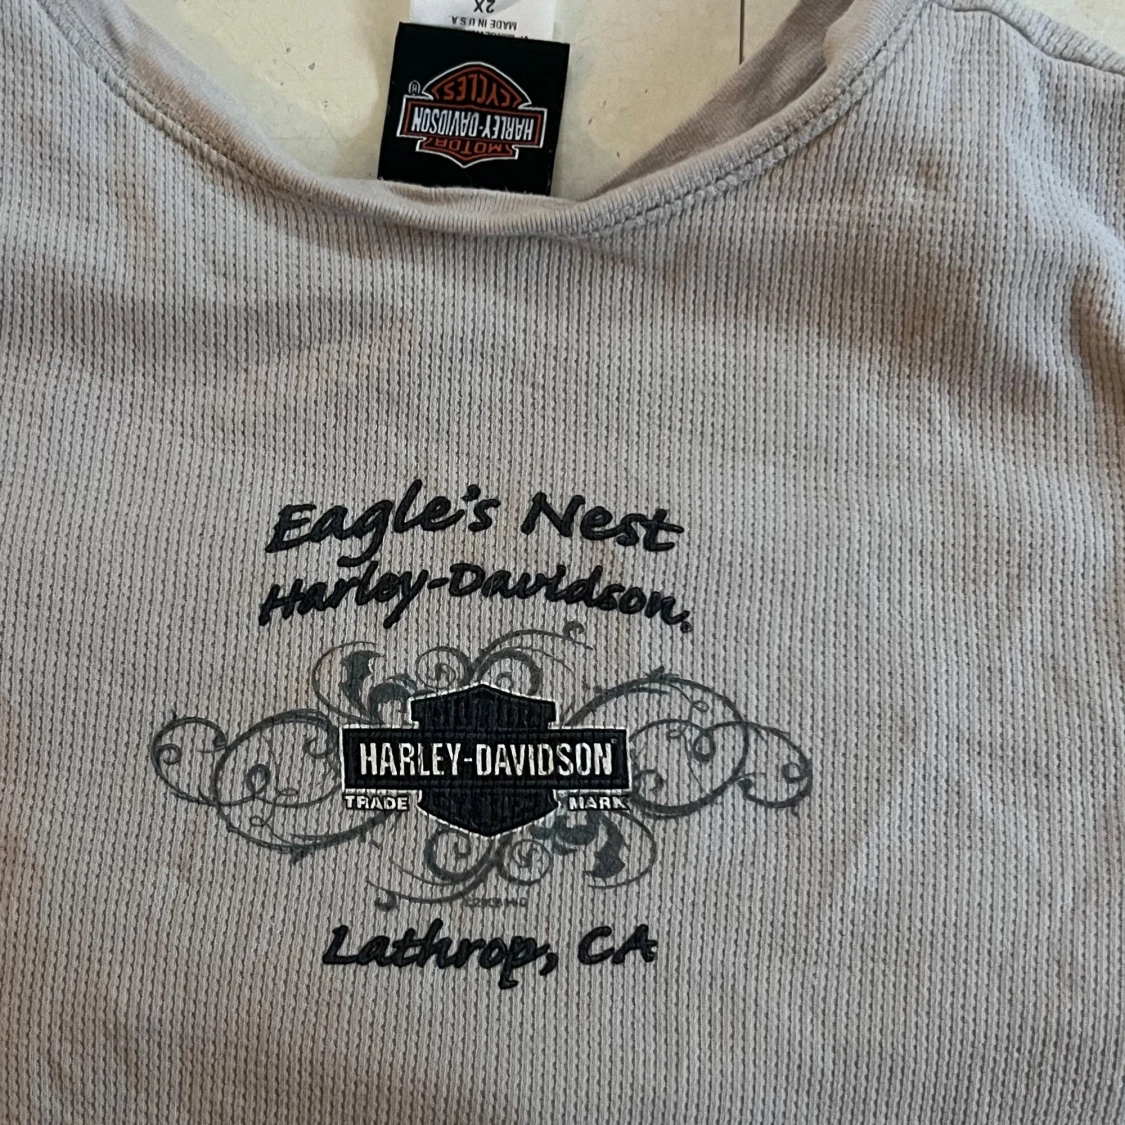 2X
MADE IN U.S.A.
MOTOR
HARLEY-DAVIDSON
CYCLES
®
Eagle's Nest
Harley-Davidson.
HARLEY-DAVIDSON
TRADE MARK
Lathrop, CA